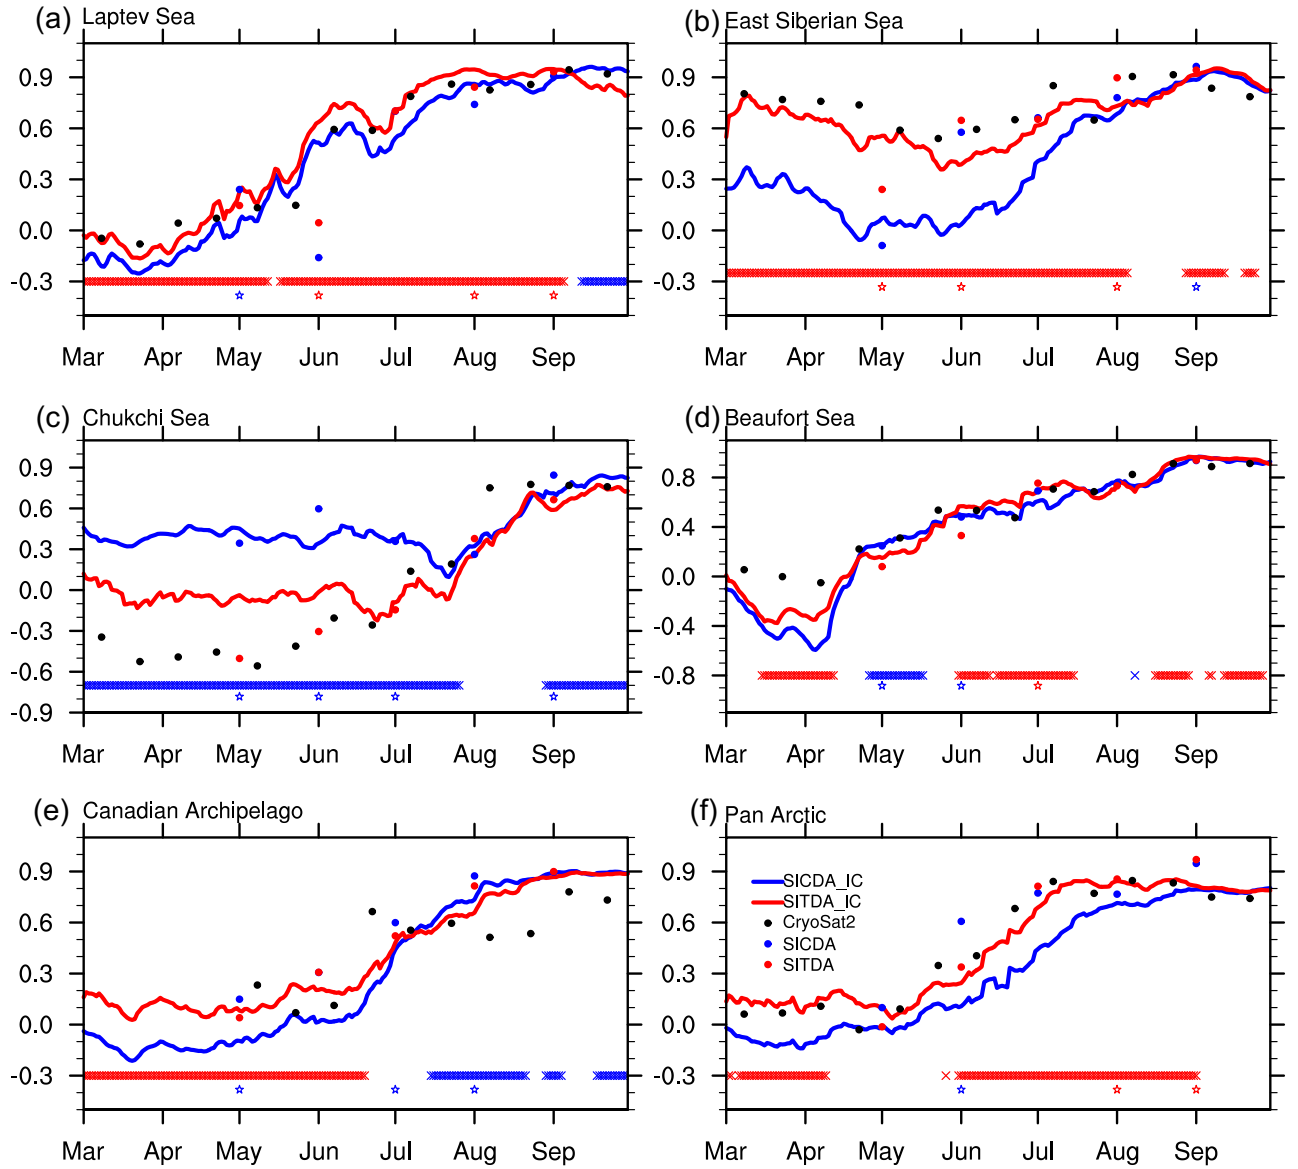 (a) Laptev Sea
(b) East Siberian Sea
0.9
0.6
0.3
0.0
-0.3
Mar Apr May Jun Jul Aug Sep
0.9
0.6
0.3
0.0
-0.3
Mar Apr May Jun Jul Aug Sep
(c) Chukchi Sea
(d) Beaufort Sea
0.9
0.6
0.3
0.0
-0.3
-0.6
-0.9
Mar Apr May Jun Jul Aug Sep
0.8
0.4
0.0
-0.4
-0.8
Mar Apr May Jun Jul Aug Sep
(e) Canadian Archipelago
(f) Pan Arctic
0.9
0.6
0.3
0.0
-0.3
Mar Apr May Jun Jul Aug Sep
0.9
0.6
0.3
0.0
-0.3
SICDA_IC
SITDA_IC
CryoSat2
SICDA
SITDA
Mar Apr May Jun Jul Aug Sep